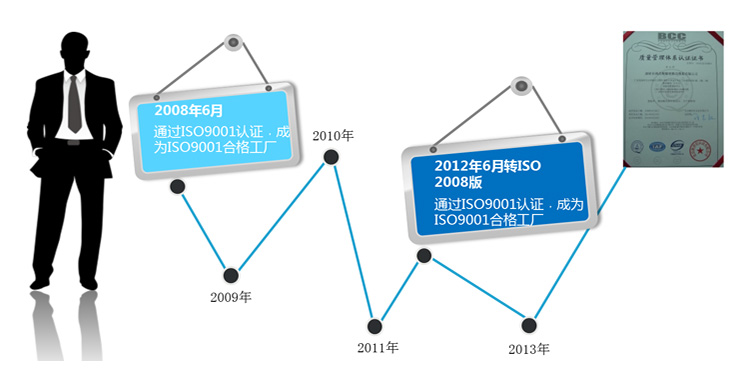 2008年6月
通过ISO9001认证,成
为ISO9001合格工厂
2009年
2010年
2011年
2012年6月转ISO
2008版
通过ISO9001认证,成为
ISO9001合格工厂
2013年
BCC
质量管理体系认证证书